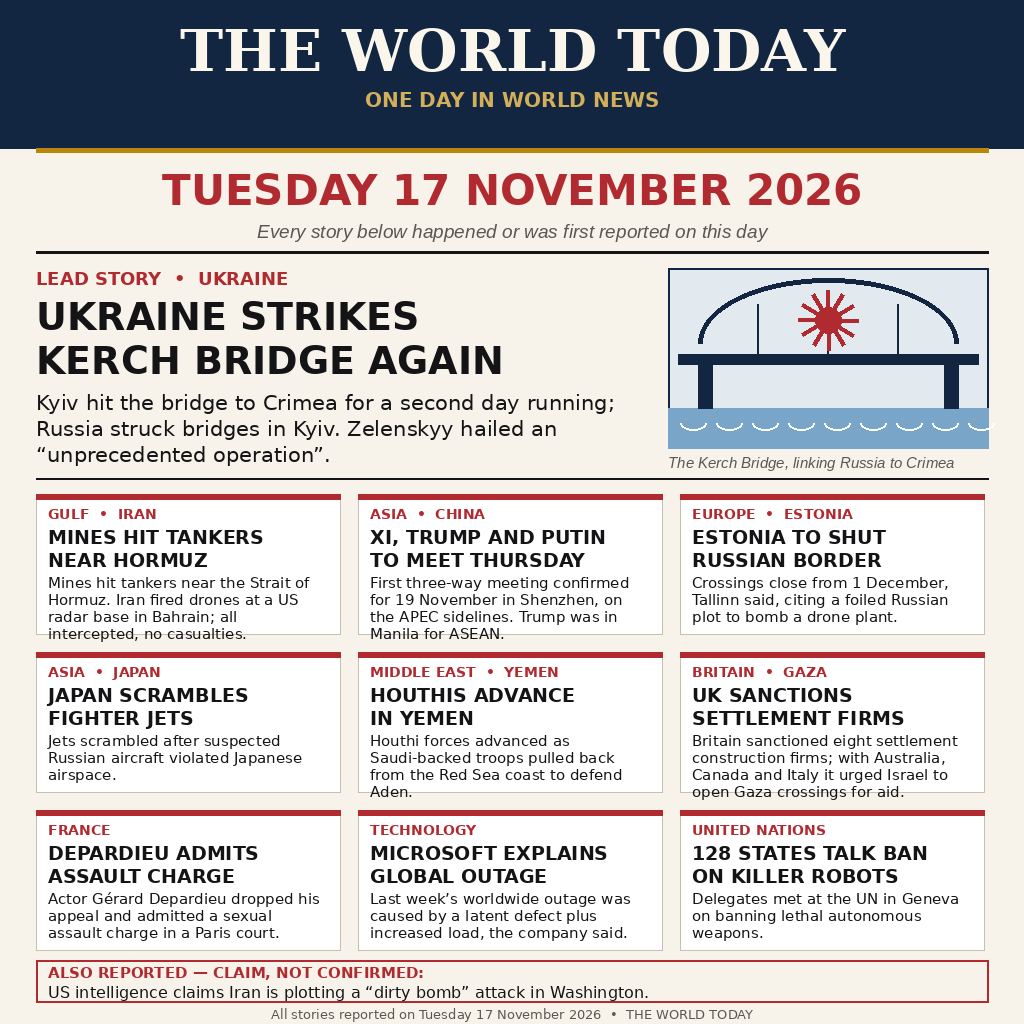 THE WORLD TODAY
ONE DAY IN WORLD NEWS
TUESDAY 17 NOVEMBER 2026
Every story below happened or was first reported on this day
LEAD STORY • UKRAINE
UKRAINE STRIKES
KERCH BRIDGE AGAIN
Kyiv hit the bridge to Crimea for a second day running;
Russia struck bridges in Kyiv. Zelenskyy hailed an
“unprecedented operation”.
The Kerch Bridge, linking Russia to Crimea
GULF • IRAN
MINES HIT TANKERS
NEAR HORMUZ
Mines hit tankers near the Strait of
Hormuz. Iran fired drones at a US
radar base in Bahrain; all
intercepted, no casualties.
ASIA • CHINA
XI, TRUMP AND PUTIN
TO MEET THURSDAY
First three-way meeting confirmed
for 19 November in Shenzhen, on
the APEC sidelines. Trump was in
Manila for ASEAN.
EUROPE • ESTONIA
ESTONIA TO SHUT
RUSSIAN BORDER
Crossings close from 1 December,
Tallinn said, citing a foiled Russian
plot to bomb a drone plant.
ASIA • JAPAN
JAPAN SCRAMBLES
FIGHTER JETS
Jets scrambled after suspected
Russian aircraft violated Japanese
airspace.
MIDDLE EAST • YEMEN
HOUTHIS ADVANCE
IN YEMEN
Houthi forces advanced as
Saudi-backed troops pulled back
from the Red Sea coast to defend
Aden.
BRITAIN • GAZA
UK SANCTIONS
SETTLEMENT FIRMS
Britain sanctioned eight settlement
construction firms; with Australia,
Canada and Italy it urged Israel to
open Gaza crossings for aid.
FRANCE
DEPARDIEU ADMITS
ASSAULT CHARGE
Actor Gérard Depardieu dropped his
appeal and admitted a sexual
assault charge in a Paris court.
TECHNOLOGY
MICROSOFT EXPLAINS
GLOBAL OUTAGE
Last week’s worldwide outage was
caused by a latent defect plus
increased load, the company said.
UNITED NATIONS
128 STATES TALK BAN
ON KILLER ROBOTS
Delegates met at the UN in Geneva
on banning lethal autonomous
weapons.
ALSO REPORTED — CLAIM, NOT CONFIRMED:
US intelligence claims Iran is plotting a “dirty bomb” attack in Washington.
All stories reported on Tuesday 17 November 2026 • THE WORLD TODAY